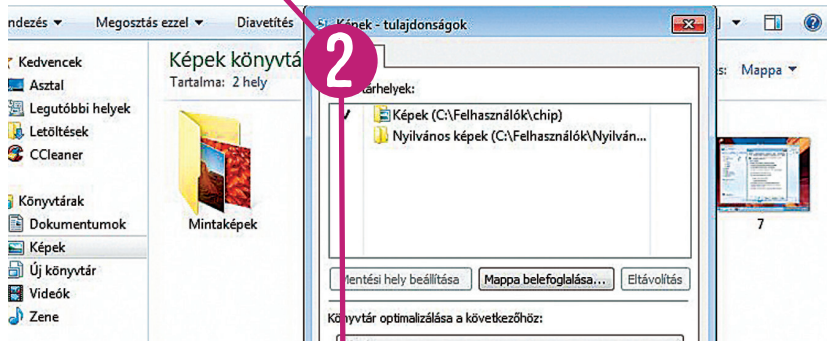 ndezés ▾ Megosztás ezzel ▾ Diavetítés
Képek - tulajdonságok
2
Kedvencek
Asztal
Legutóbbi helyek
Letöltések
CCleaner
Könyvtárak
Dokumentumok
Képek
Új könyvtár
Videók
Zene
Képek könyvtá
Tartalma: 2 hely
Mintaképek
tárhelyek:
Képek (C:\Felhasználók\chip)
Nyilvános képek (C:\Felhasználók\Nyilván...
Mentési hely beállítása Mappa belefoglalása... Eltávolítás
Könyvtár optimalizálása a következőhöz:
s: Mappa ▾
7